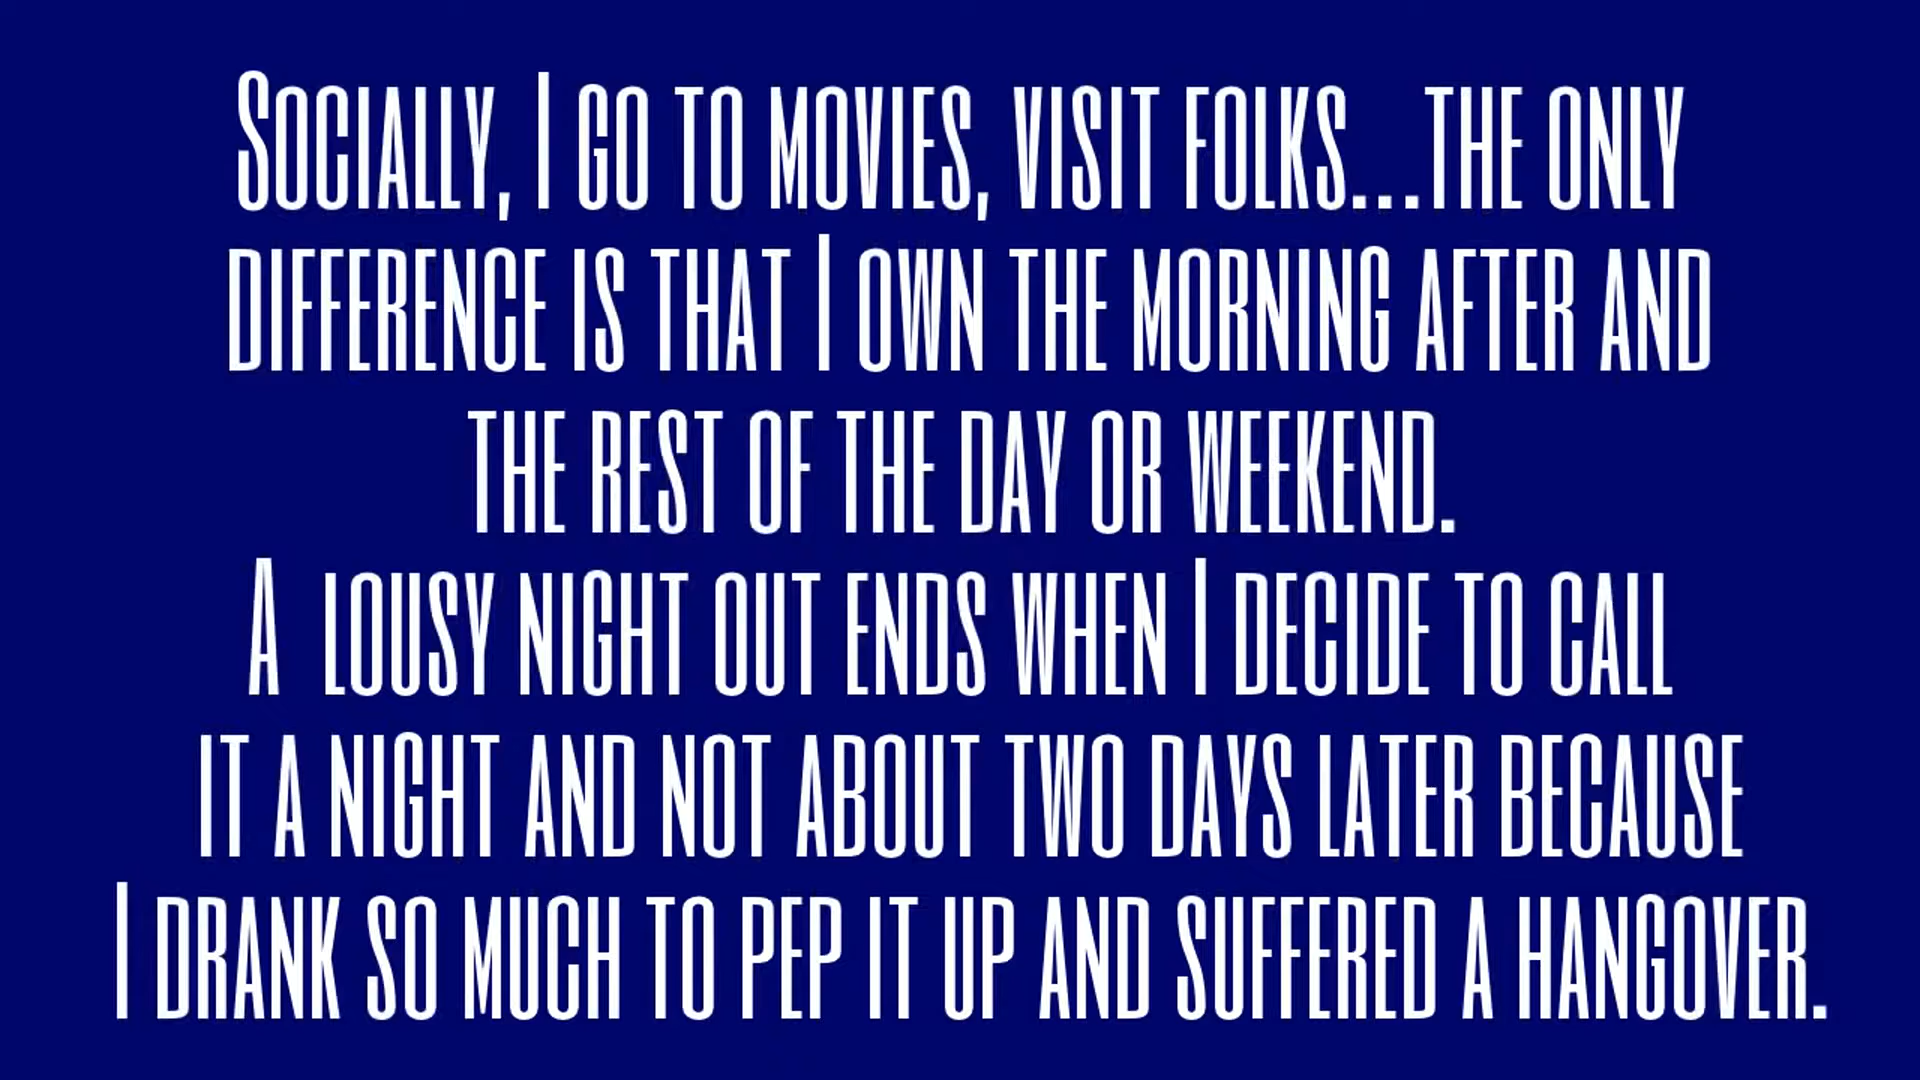 Socially, I go to movies, visit folks...the only
difference is that I own the morning after and
the rest of the day or weekend.
A  lousy night out ends when I decide to call
it a night and not about two days later because
I drank so much to pep it up and suffered a hangover.